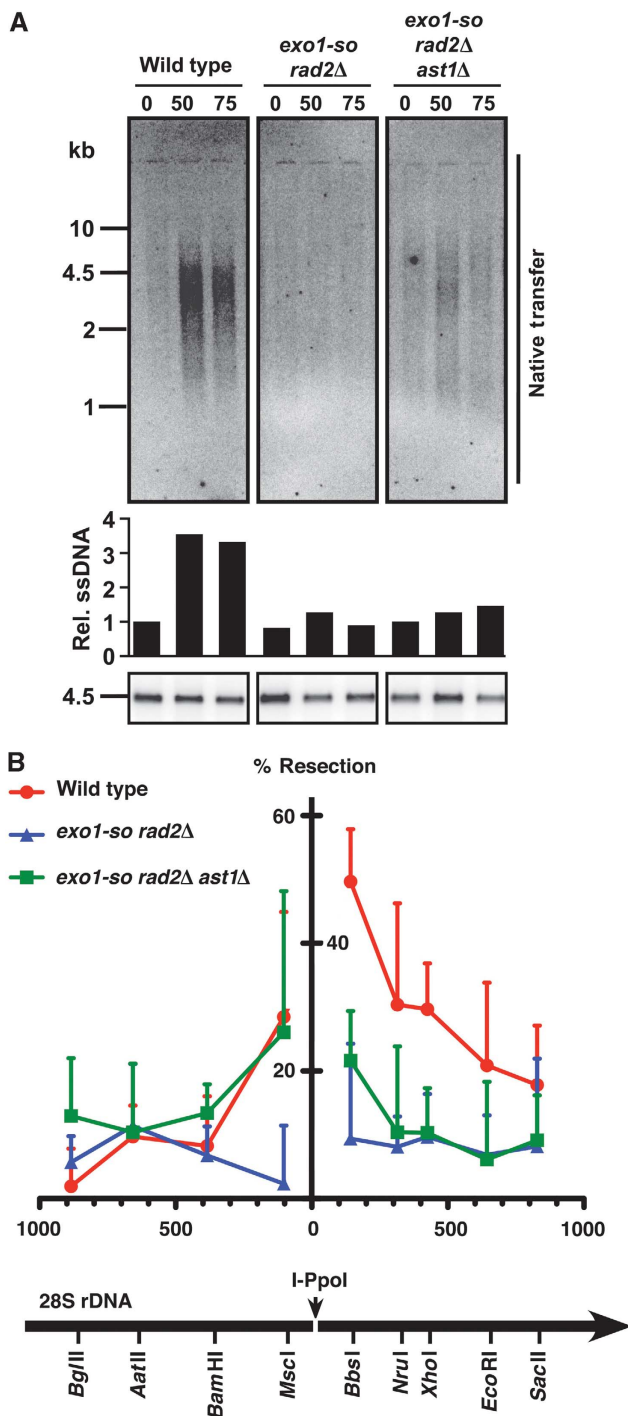 A
Wild type
exo1-so
rad2Δ
exo1-so
rad2Δ
ast1Δ
0 50 75 0 50 75 0 50 75
kb
10
4.5
2
1
Native transfer
Rel. ssDNA
4
3
2
1
0
4.5
B
% Resection
Wild type
exo1-so rad2Δ
exo1-so rad2Δ ast1Δ
60
40
20
1000 500 0 500 1000
I-PpoI
28S rDNA
BglII
AatII
BamHI
MscI
BbsI
NruI
XhoI
EcoRI
SacII